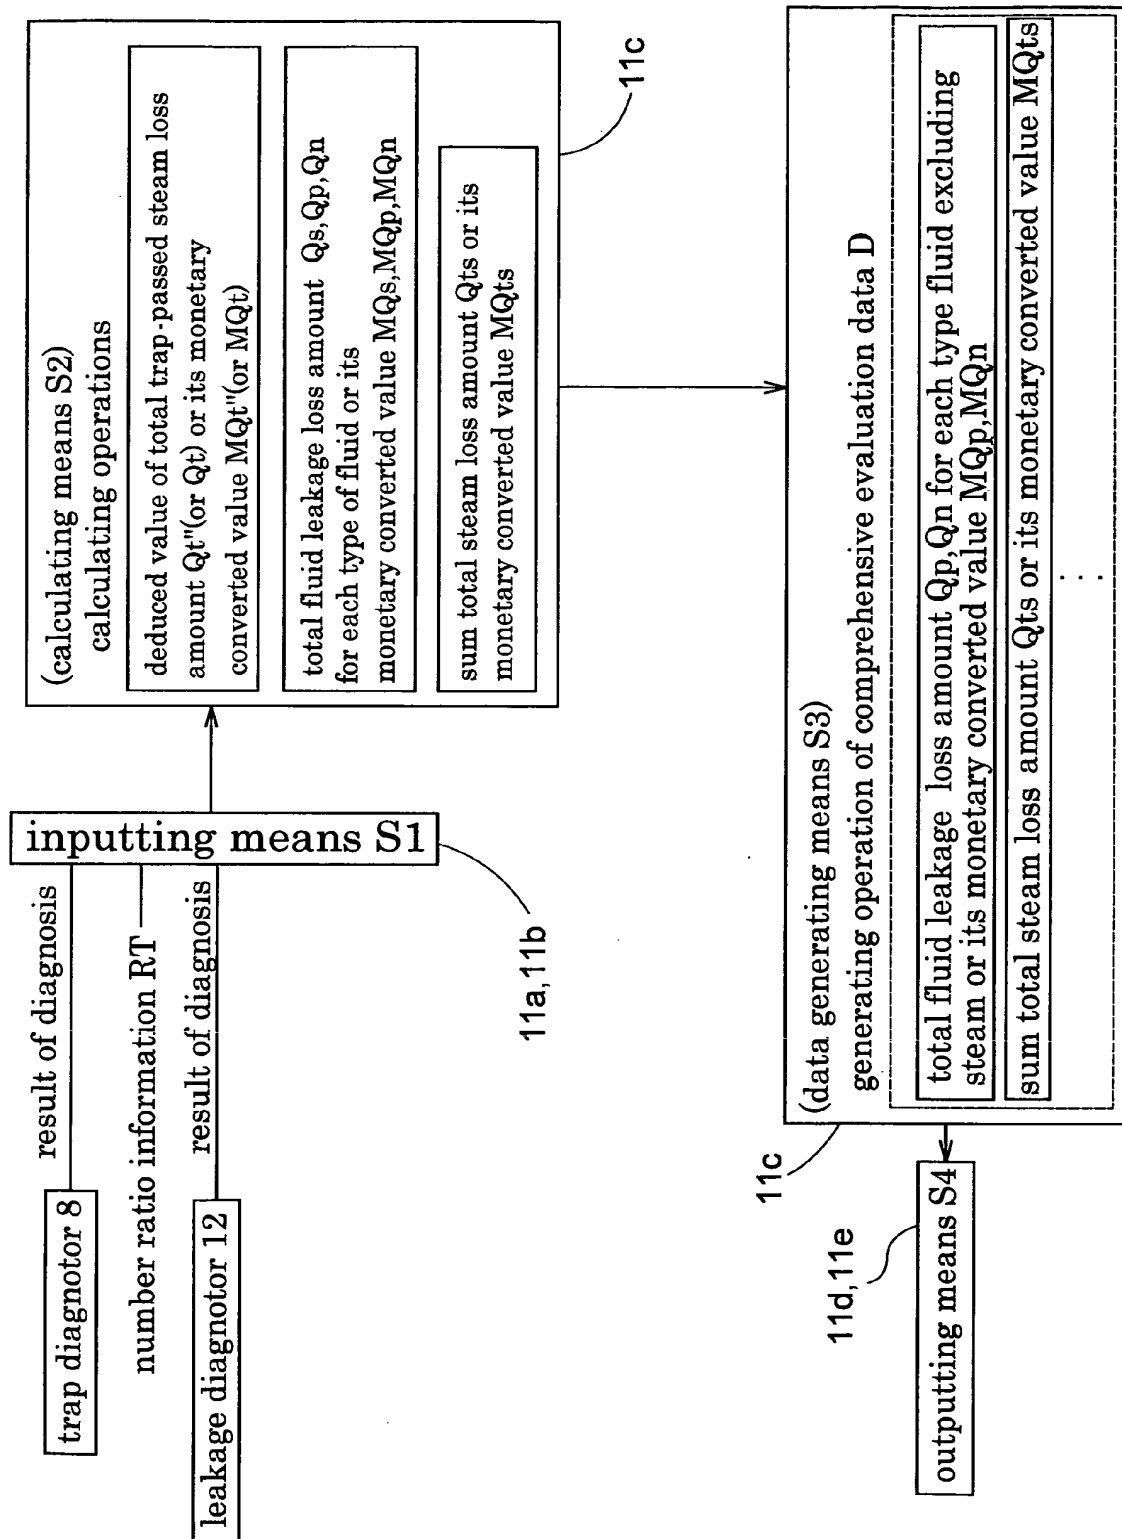 trap diagnotor 8
result of diagnosis
number ratio information RT
leakage diagnotor 12
result of diagnosis
inputting means S1
11a,11b
(calculating means S2)
calculating operations
deduced value of total trap-passed steam loss
amount Qt"(or Qt) or its monetary
converted value MQt"(or MQt)
total fluid leakage loss amount Qs,Qp,Qn
for each type of fluid or its
monetary converted value MQs,MQp,MQn
sum total steam loss amount Qts or its
monetary converted value MQts
11c
(data generating means S3)
generating operation of comprehensive evaluation data D
total fluid leakage loss amount Qp,Qn for each type fluid excluding
steam or its monetary converted value MQp,MQn
sum total steam loss amount Qts or its monetary converted value MQts
...
11c
outputting means S4
11d,11e